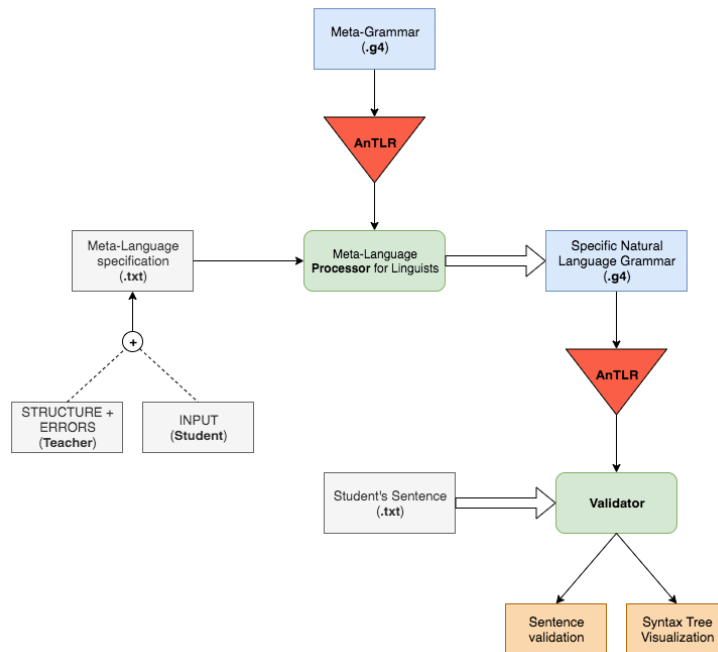 Meta-Grammar
(.g4)
AnTLR
Meta-Language
specification
(.txt)
Meta-Language
Processor for Linguists
Specific Natural
Language Grammar
(.g4)
+
AnTLR
STRUCTURE +
ERRORS
(Teacher)
INPUT
(Student)
Student's Sentence
(.txt)
Validator
Sentence
validation
Syntax Tree
Visualization